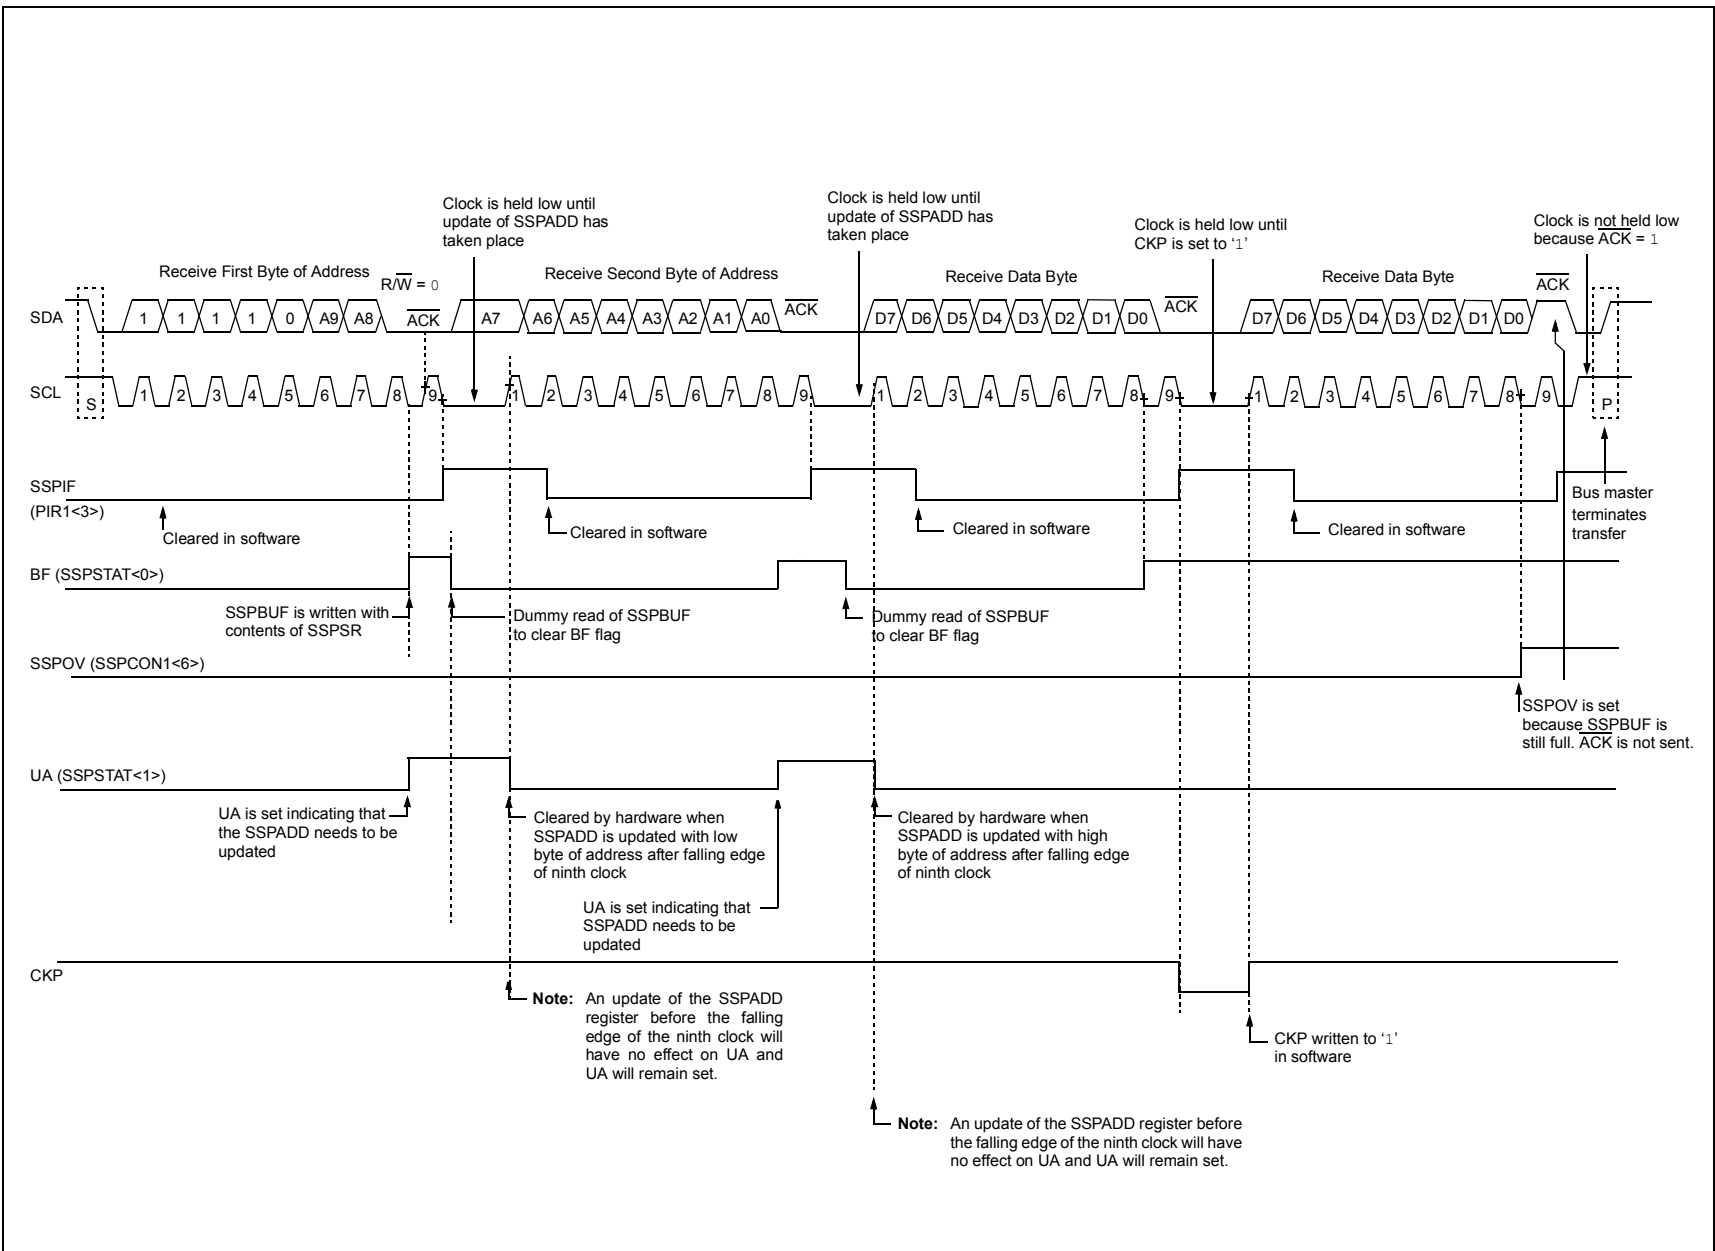 Clock is held low until
update of SSPADD has
taken place
Clock is held low until
update of SSPADD has
taken place
Clock is held low until
CKP is set to ‘1’
Clock is not held low
because A̅C̅K̅ = 1
Receive First Byte of Address
R/W̅ = 0
Receive Second Byte of Address
Receive Data Byte
Receive Data Byte
SDA
1 1 1 1 0 A9 A8 A̅C̅K̅
A7 A6 A5 A4 A3 A2 A1 A0 A̅C̅K̅
D7 D6 D5 D4 D3 D2 D1 D0 A̅C̅K̅
D7 D6 D5 D4 D3 D2 D1 D0 A̅C̅K̅
SCL
S
1 2 3 4 5 6 7 8 9
1 2 3 4 5 6 7 8 9
1 2 3 4 5 6 7 8 9
1 2 3 4 5 6 7 8 9
P
SSPIF
(PIR1<3>)
Cleared in software
Cleared in software
Cleared in software
Cleared in software
Bus master
terminates
transfer
BF (SSPSTAT<0>)
SSPBUF is written with
contents of SSPSR
Dummy read of SSPBUF
to clear BF flag
Dummy read of SSPBUF
to clear BF flag
SSPOV (SSPCON1<6>)
SSPOV is set
because SSPBUF is
still full. A̅C̅K̅ is not sent.
UA (SSPSTAT<1>)
UA is set indicating that
the SSPADD needs to be
updated
Cleared by hardware when
SSPADD is updated with low
byte of address after falling edge
of ninth clock
Cleared by hardware when
SSPADD is updated with high
byte of address after falling edge
of ninth clock
UA is set indicating that
SSPADD needs to be
updated
CKP
Note: An update of the SSPADD
register before the falling
edge of the ninth clock will
have no effect on UA and
UA will remain set.
CKP written to ‘1’
in software
Note: An update of the SSPADD register before
the falling edge of the ninth clock will have
no effect on UA and UA will remain set.